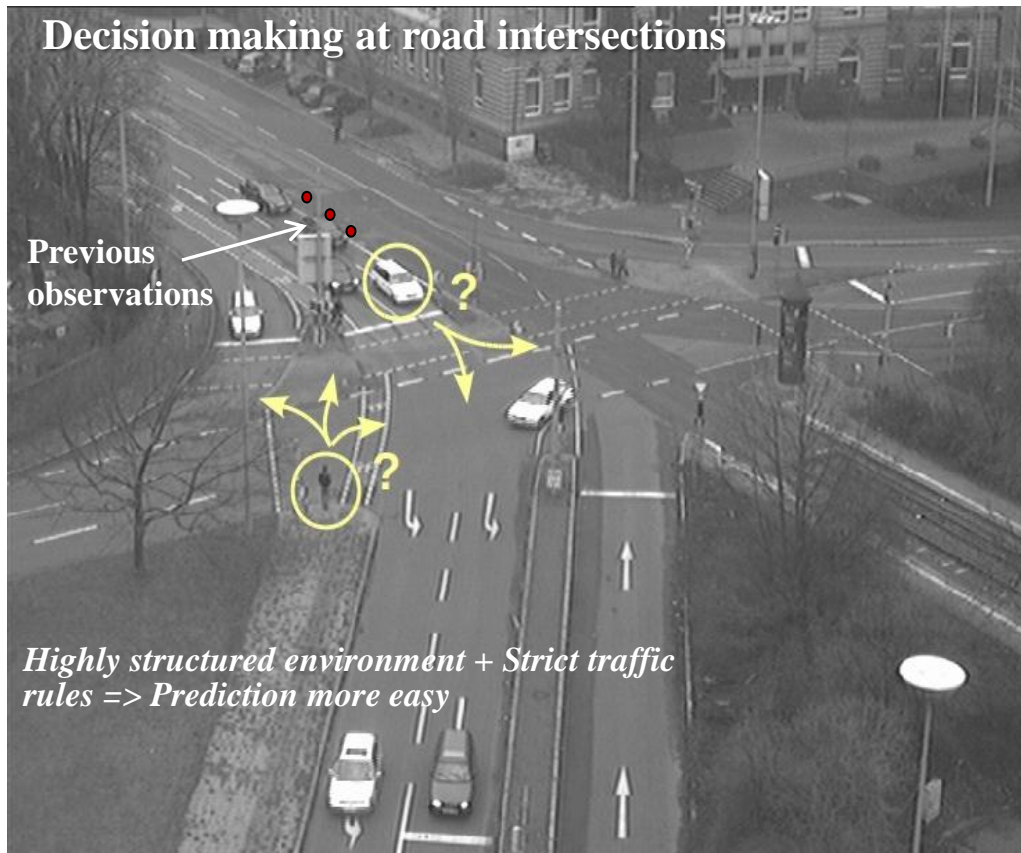 Decision making at road intersections
Previous
observations
?
?
Highly structured environment + Strict traffic
rules => Prediction more easy